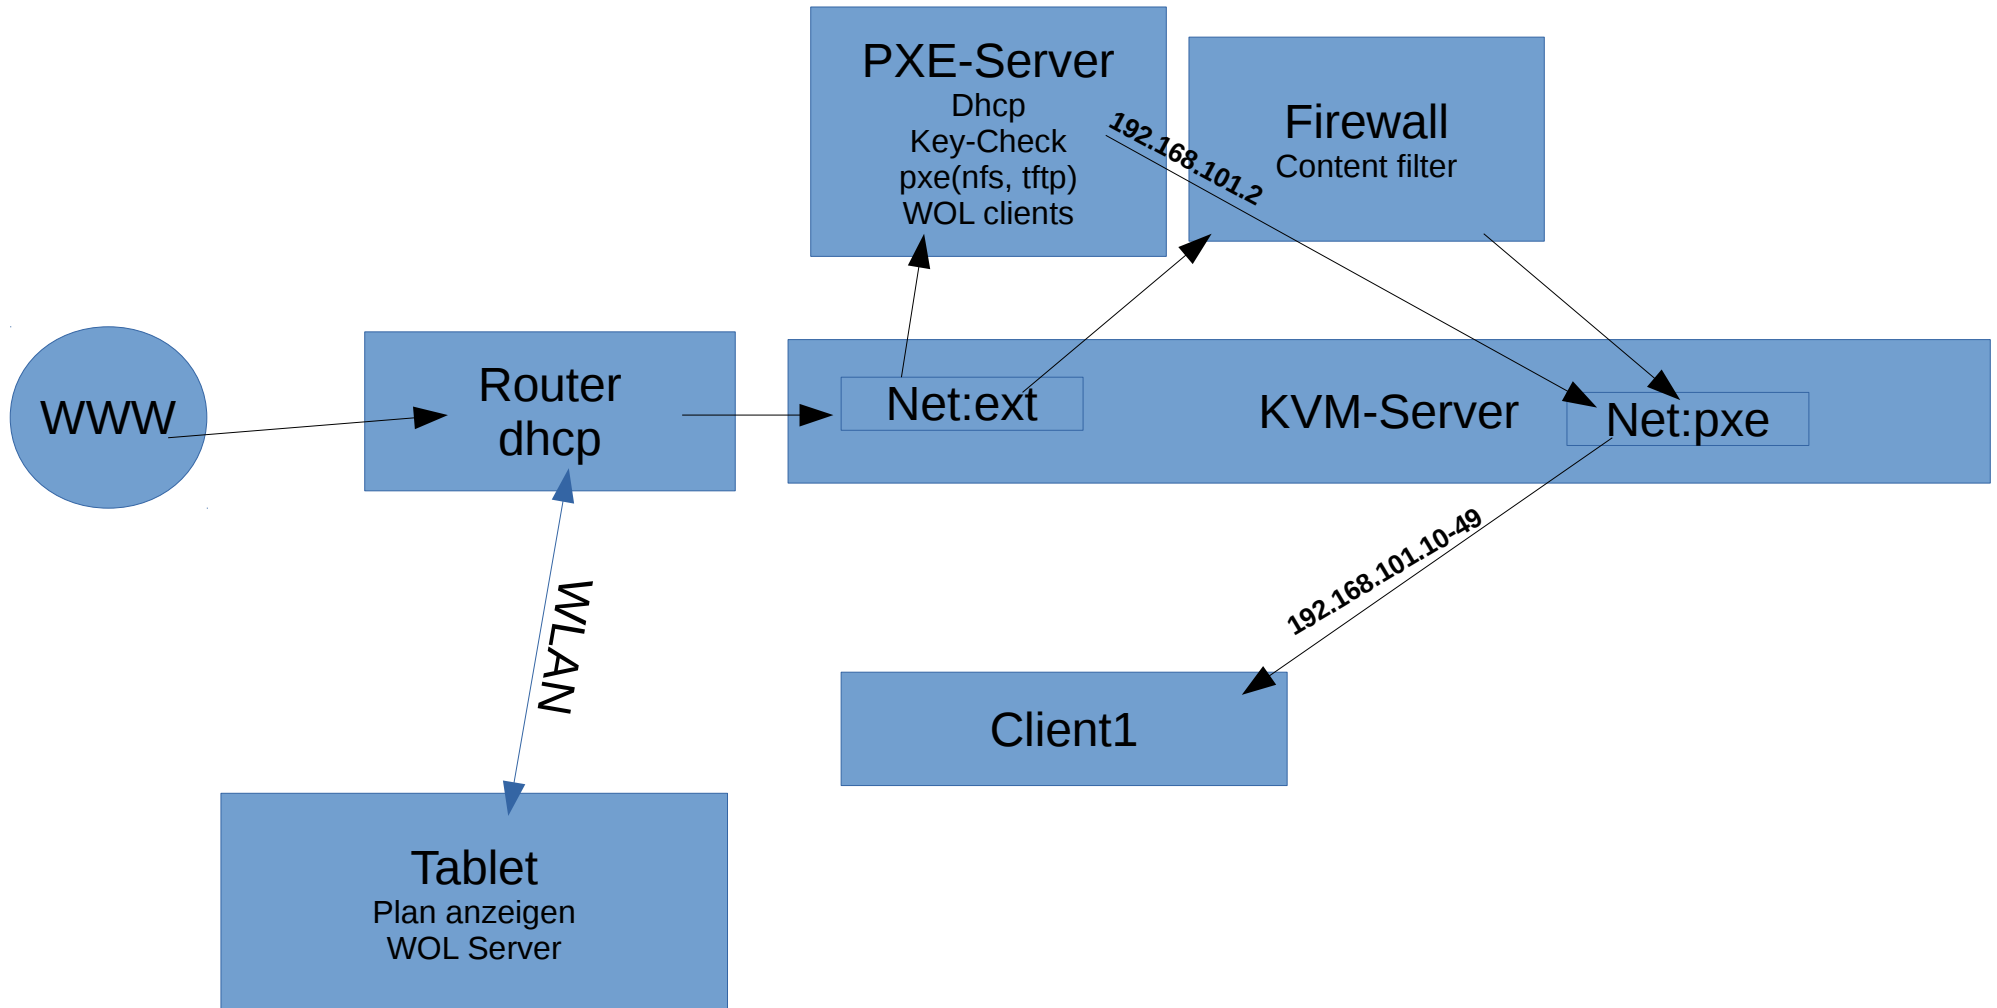 PXE-Server
Dhcp
Key-Check
pxe(nfs, tftp)
WOL clients
192.168.101.2
Firewall
Content filter
WWW
Router
dhcp
Net:ext
KVM-Server
Net:pxe
WLAN
192.168.101.10-49
Client1
Tablet
Plan anzeigen
WOL Server